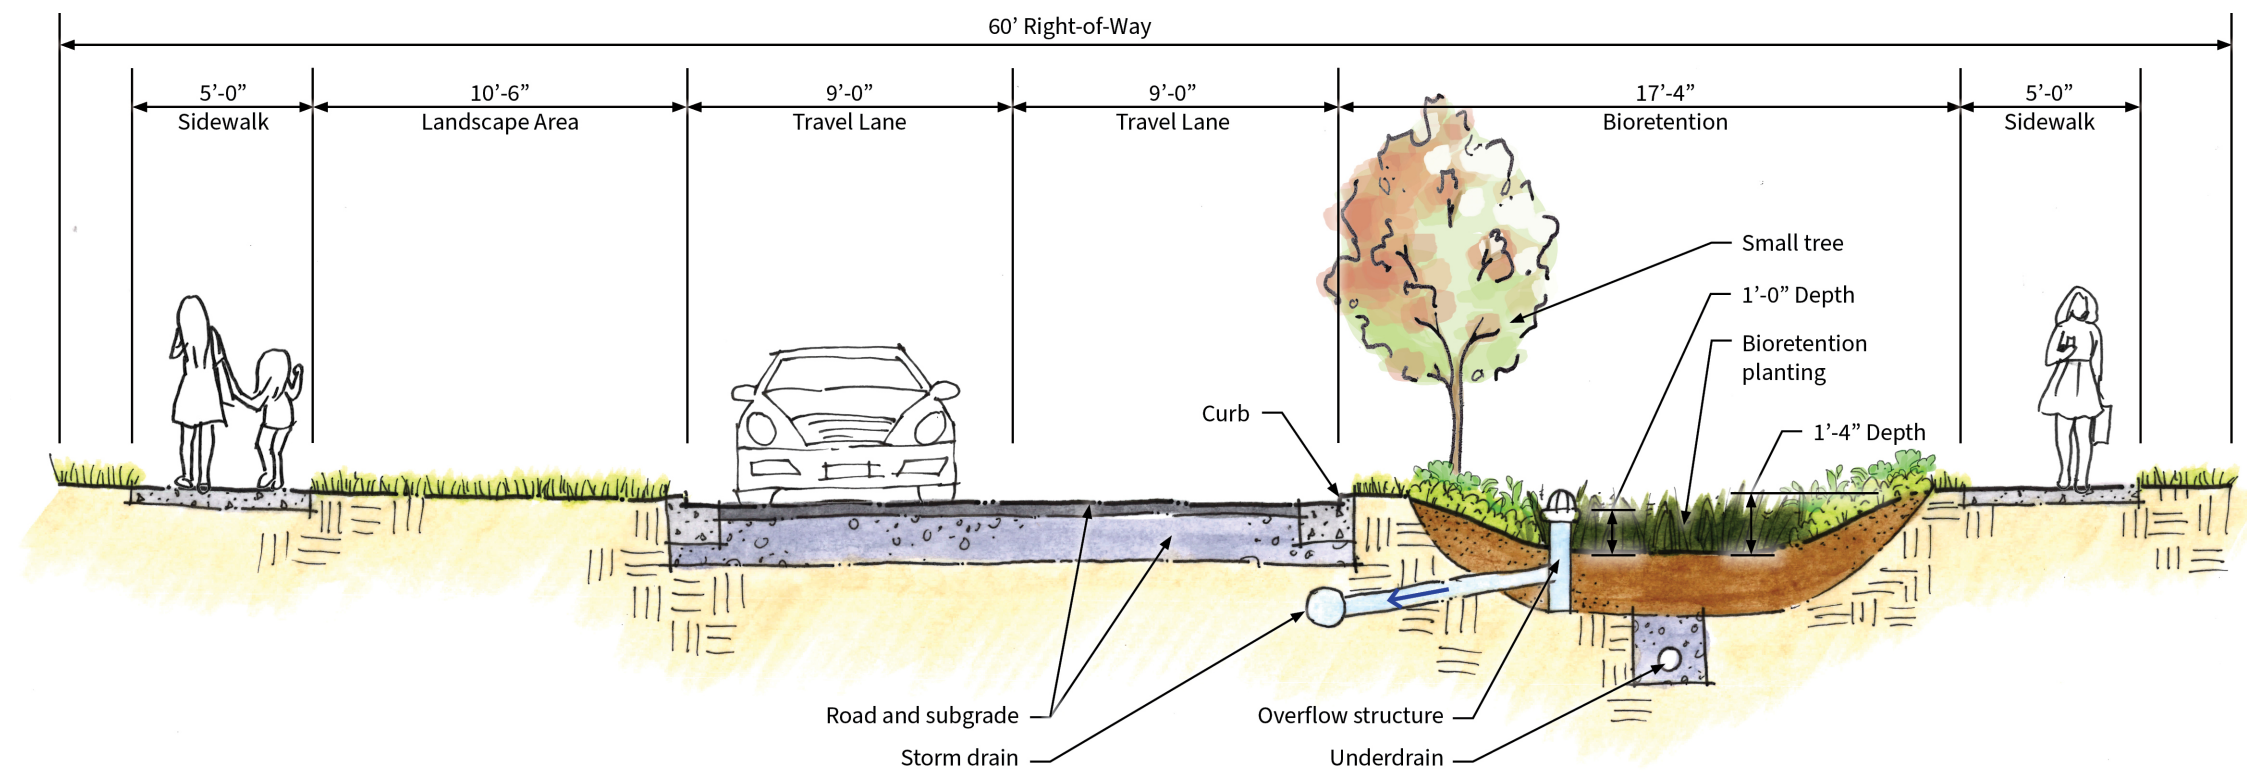 60’ Right-of-Way
5’-0”
Sidewalk
10’-6”
Landscape Area
9’-0”
Travel Lane
9’-0”
Travel Lane
17’-4”
Bioretention
5’-0”
Sidewalk
Small tree
1’-0” Depth
Bioretention
planting
Curb
1’-4” Depth
Road and subgrade
Storm drain
Overflow structure
Underdrain